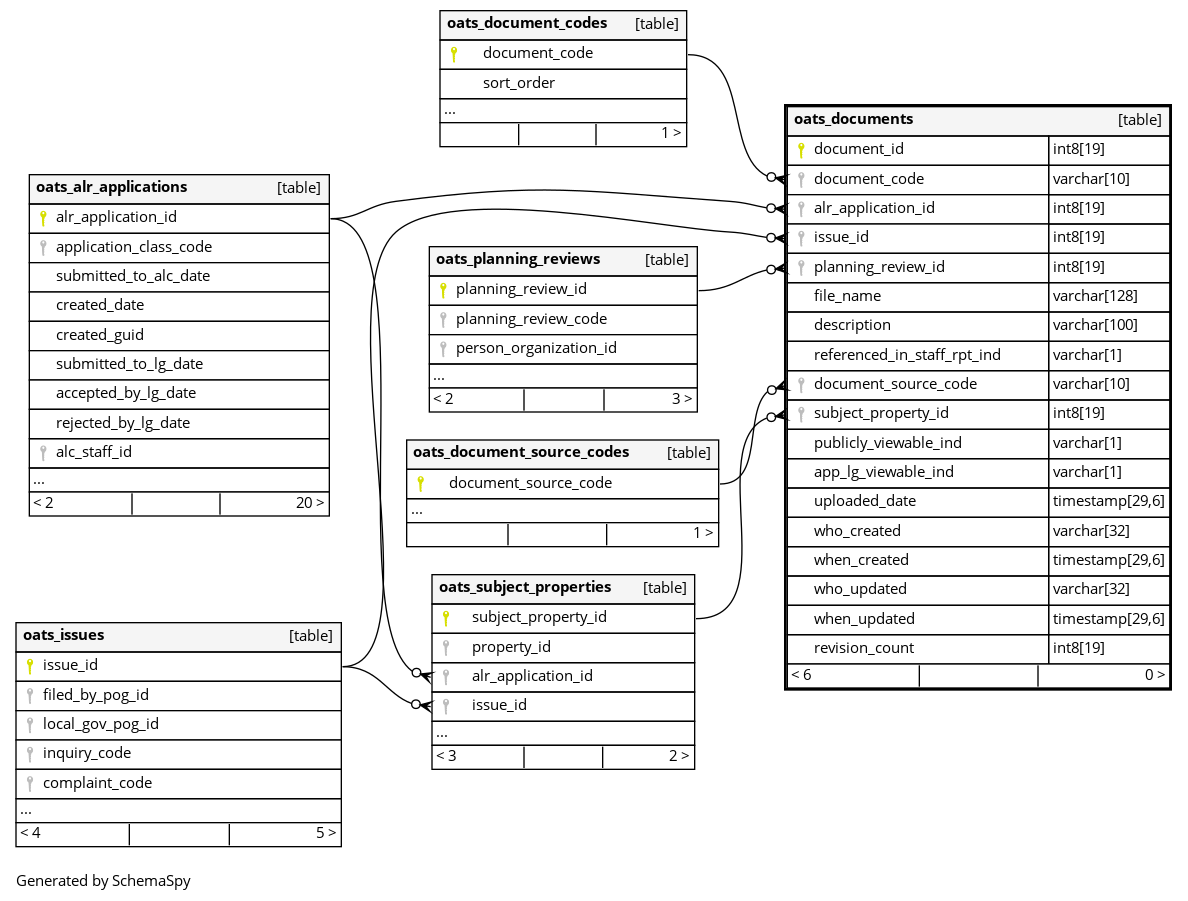 oats_document_codes [table]
document_code
sort_order
...
1 >
oats_documents [table]
document_id int8[19]
document_code varchar[10]
alr_application_id int8[19]
issue_id int8[19]
planning_review_id int8[19]
file_name varchar[128]
description varchar[100]
referenced_in_staff_rpt_ind varchar[1]
document_source_code varchar[10]
subject_property_id int8[19]
publicly_viewable_ind varchar[1]
app_lg_viewable_ind varchar[1]
uploaded_date timestamp[29,6]
who_created varchar[32]
when_created timestamp[29,6]
who_updated varchar[32]
when_updated timestamp[29,6]
revision_count int8[19]
< 6 0 >
oats_alr_applications [table]
alr_application_id
application_class_code
submitted_to_alc_date
created_date
created_guid
submitted_to_lg_date
accepted_by_lg_date
rejected_by_lg_date
alc_staff_id
...
< 2 20 >
oats_planning_reviews [table]
planning_review_id
planning_review_code
person_organization_id
...
< 2 3 >
oats_document_source_codes [table]
document_source_code
...
1 >
oats_subject_properties [table]
subject_property_id
property_id
alr_application_id
issue_id
...
< 3 2 >
oats_issues [table]
issue_id
filed_by_pog_id
local_gov_pog_id
inquiry_code
complaint_code
...
< 4 5 >
Generated by SchemaSpy